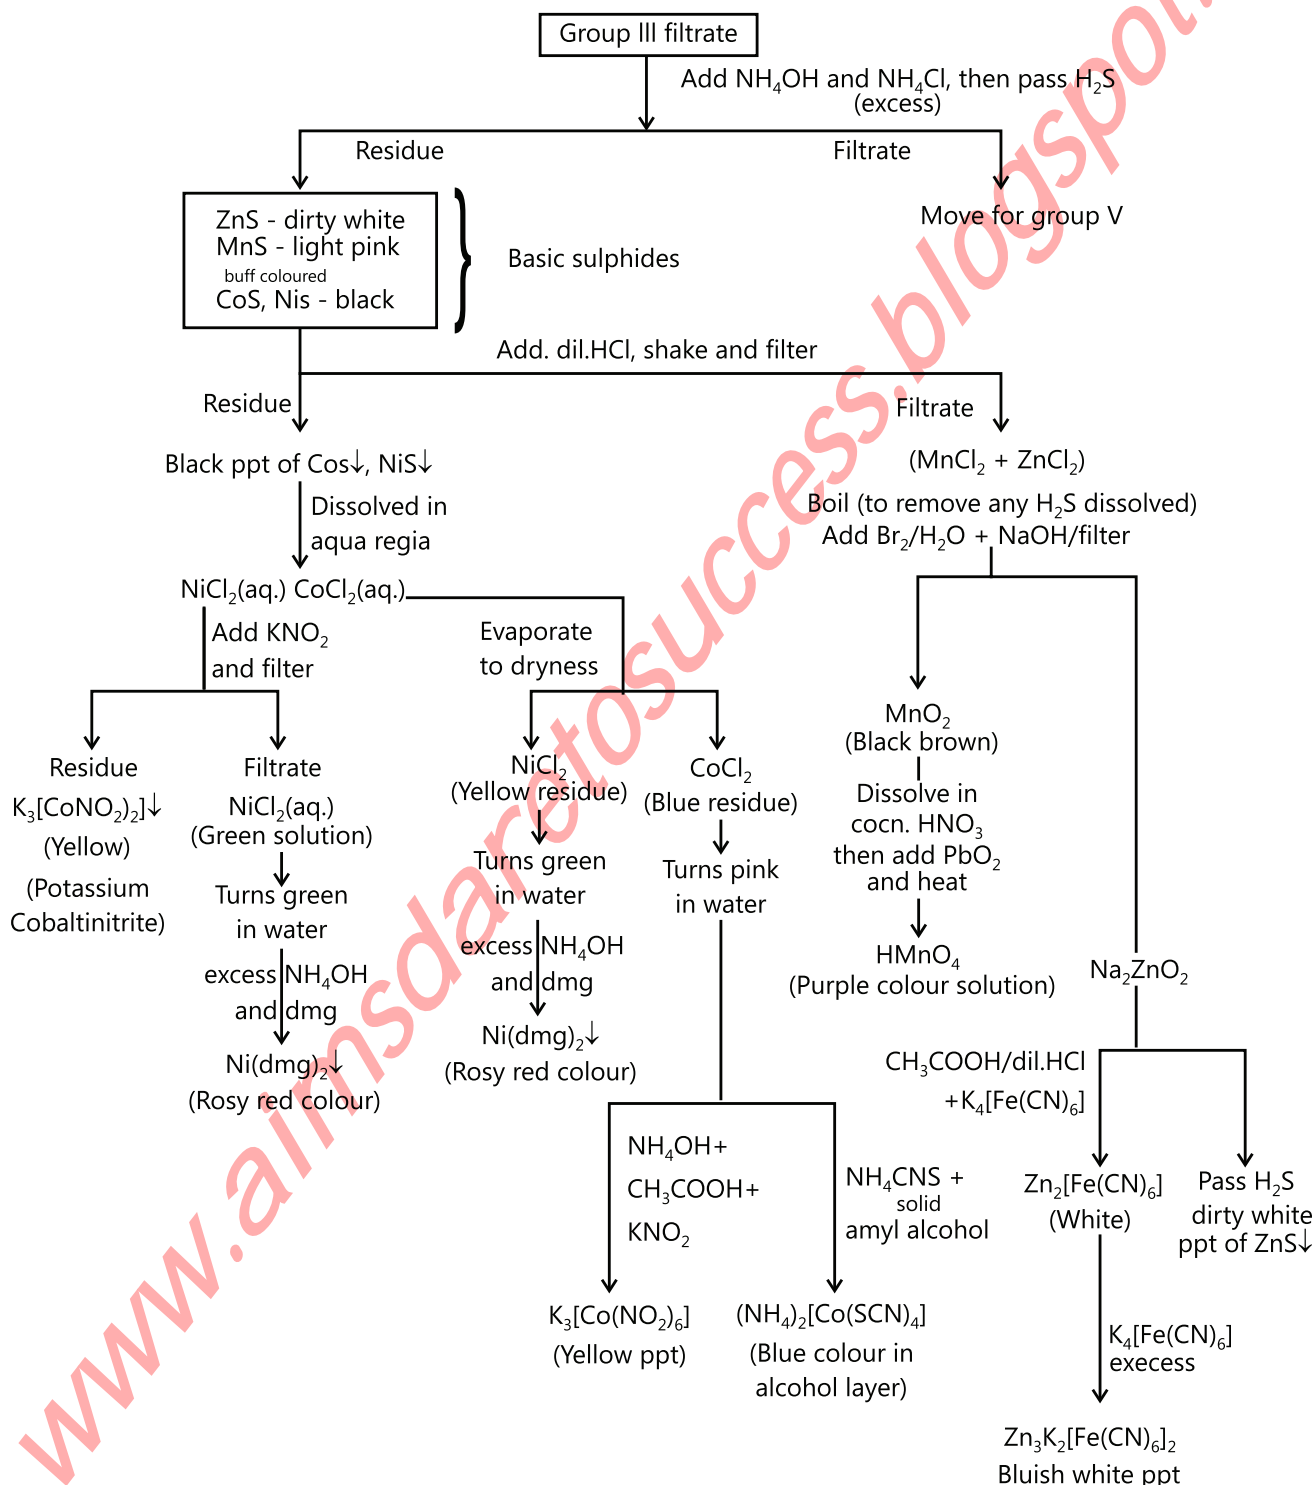 Group III filtrate
Add NH₄OH and NH₄Cl, then pass H₂S
(excess)
Residue
Filtrate
ZnS - dirty white
MnS - light pink
buff coloured
CoS, Nis - black
Basic sulphides
Move for group V
Add. dil.HCl, shake and filter
Residue
Filtrate
Black ppt of Cos↓, NiS↓
Dissolved in
aqua regia
NiCl₂(aq.) CoCl₂(aq.)
(MnCl₂ + ZnCl₂)
Boil (to remove any H₂S dissolved)
Add Br₂/H₂O + NaOH/filter
Add KNO₂
and filter
Evaporate
to dryness
Residue
K₃[CoNO₂)₂]↓
(Yellow)
(Potassium
Cobaltinitrite)
Filtrate
NiCl₂(aq.)
(Green solution)
Turns green
in water
excess NH₄OH
and dmg
Ni(dmg)₂↓
(Rosy red colour)
NiCl₂
(Yellow residue)
Turns green
in water
excess NH₄OH
and dmg
Ni(dmg)₂↓
(Rosy red colour)
CoCl₂
(Blue residue)
Turns pink
in water
NH₄OH+
CH₃COOH+
KNO₂
K₃[Co(NO₂)₆]
(Yellow ppt)
NH₄CNS +
solid
amyl alcohol
(NH₄)₂[Co(SCN)₄]
(Blue colour in
alcohol layer)
MnO₂
(Black brown)
Dissolve in
cocn. HNO₃
then add PbO₂
and heat
HMnO₄
(Purple colour solution)
Na₂ZnO₂
CH₃COOH/dil.HCl
+K₄[Fe(CN)₆]
Zn₂[Fe(CN)₆]
(White)
K₄[Fe(CN)₆]
execess
Zn₃K₂[Fe(CN)₆]₂
Bluish white ppt
Pass H₂S
dirty white
ppt of ZnS↓
www.aimsdaretosuccess.blogspot.